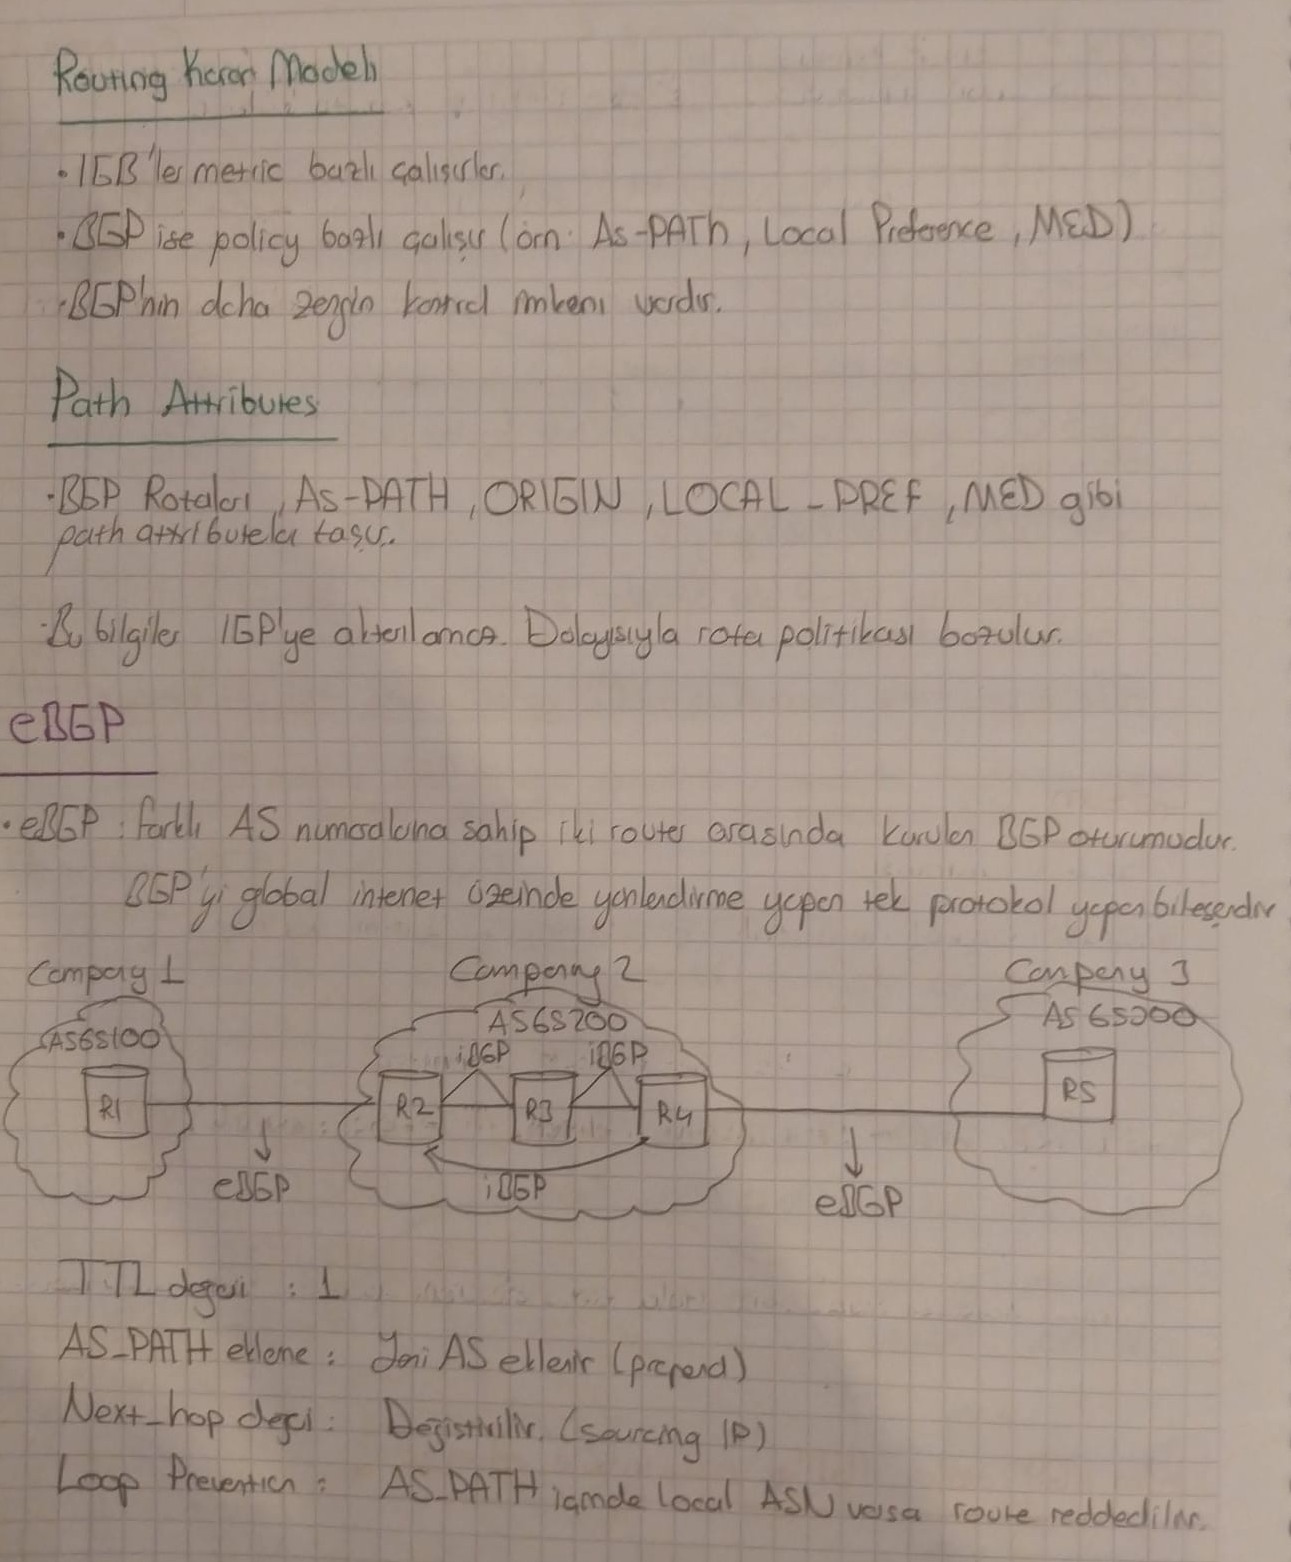 Routing Karar Modeli
• IGB'ler metric bazlı çalışırlar.
• BGP ise policy bazlı çalışır (örn: As-PATh, Local Preference, MED)
• BGP'nin daha zengin kontrol imkanı vardır.
Path Attributes
• BGP Rotaları, As-PATH, ORIGIN, LOCAL_PREF, MED gibi
path attributeları taşır.
• Bu bilgiler IGP'ye aktarılamaz. Dolayısıyla rota politikası bozulur.
eBGP
• eBGP: farklı AS numaralarına sahip iki router arasında kurulan BGP oturumudur.
BGP'yi global intenet üzeinde yönlendirme yapan tek protokol yapan bileşendir
Company 1 Company 2 Company 3
AS65100 AS65200 AS 65300
iBGP iBGP
R1 R2 R3 R4 R5
eBGP iBGP eBGP
TTL değeri : 1
AS_PATH ekleme : Yeni AS eklenir (prepend)
Next_hop değeri : Değiştirilir. (sourcing IP)
Loop Prevention : AS_PATH içinde local ASN varsa route reddedilir.